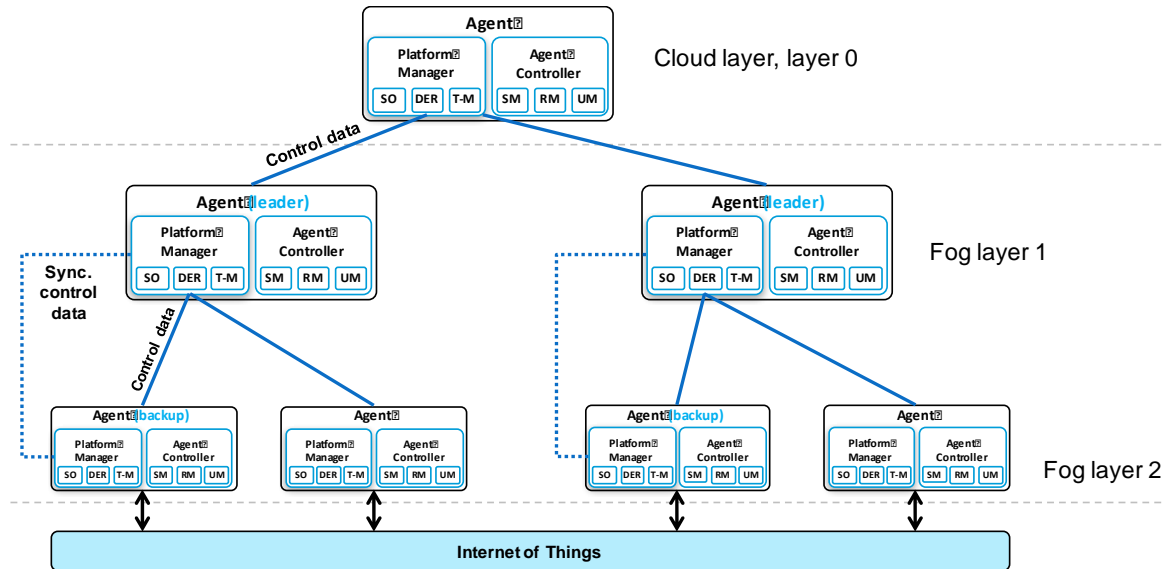 Agent
Platform
Manager
SO DER T-M
Agent
Controller
SM RM UM
Cloud layer, layer 0
Control data
Agent (leader)
Platform
Manager
SO DER T-M
Agent
Controller
SM RM UM
Agent (leader)
Platform
Manager
SO DER T-M
Agent
Controller
SM RM UM
Fog layer 1
Sync.
control
data
Control data
Agent (backup)
Platform
Manager
SO DER T-M
Agent
Controller
SM RM UM
Agent
Platform
Manager
SO DER T-M
Agent
Controller
SM RM UM
Agent (backup)
Platform
Manager
SO DER T-M
Agent
Controller
SM RM UM
Agent
Platform
Manager
SO DER T-M
Agent
Controller
SM RM UM
Fog layer 2
Internet of Things